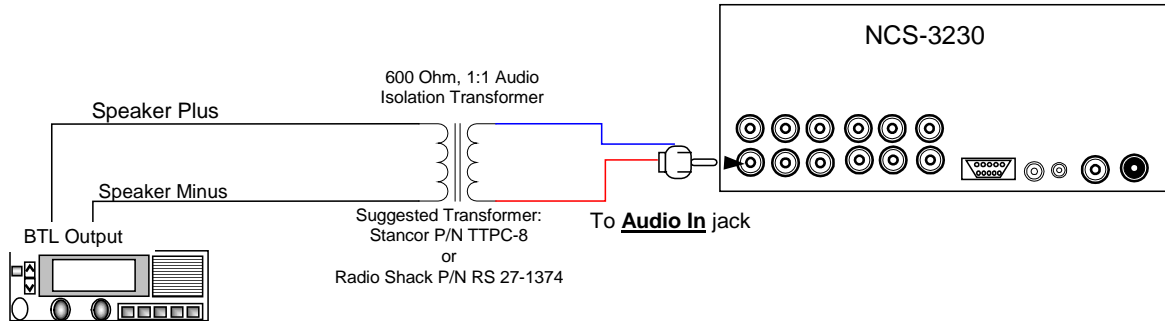 NCS-3230
600 Ohm, 1:1 Audio
Isolation Transformer
Speaker Plus
Speaker Minus
BTL Output
Suggested Transformer:
Stancor P/N TTPC-8
or
Radio Shack P/N RS 27-1374
To Audio In jack